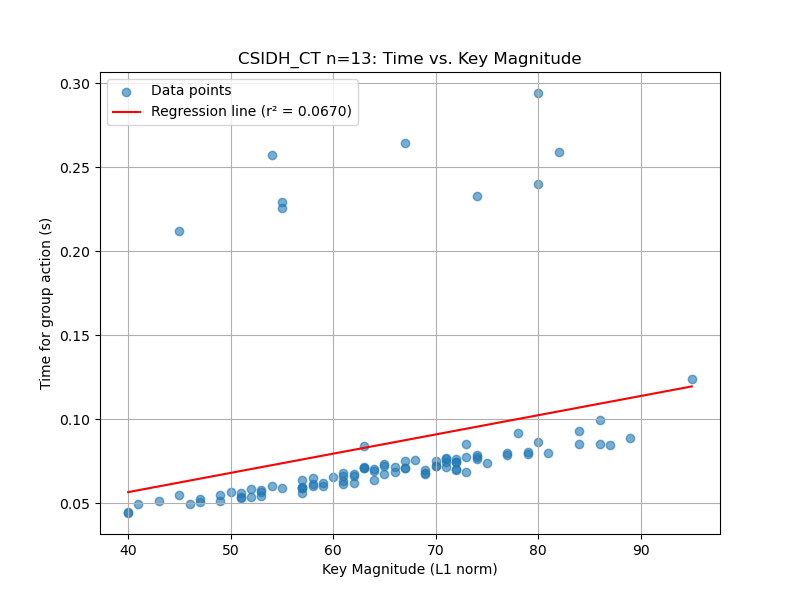 CSIDH_CT n=13: Time vs. Key Magnitude
Data points
Regression line (r² = 0.0670)
Time for group action (s)
0.30
0.25
0.20
0.15
0.10
0.05
40 50 60 70 80 90
Key Magnitude (L1 norm)